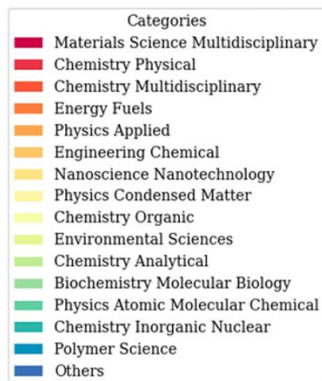 Categories
Materials Science Multidisciplinary
Chemistry Physical
Chemistry Multidisciplinary
Energy Fuels
Physics Applied
Engineering Chemical
Nanoscience Nanotechnology
Physics Condensed Matter
Chemistry Organic
Environmental Sciences
Chemistry Analytical
Biochemistry Molecular Biology
Physics Atomic Molecular Chemical
Chemistry Inorganic Nuclear
Polymer Science
Others